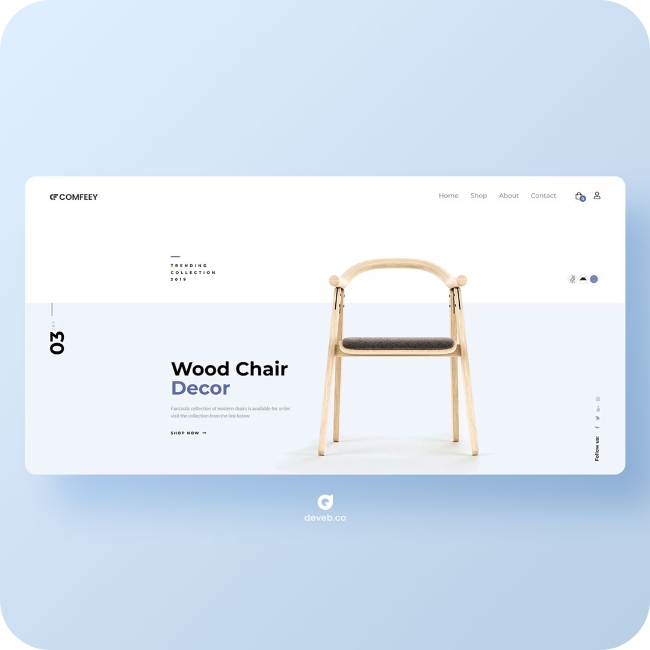 COMFEEY
Home Shop About Contact
TRENDING
COLLECTION
2019
03
Wood Chair
Decor
Fantastic collection of modern chairs is available for order.
visit the collection from the link below
SHOP NOW
Follow us:
deveb.co